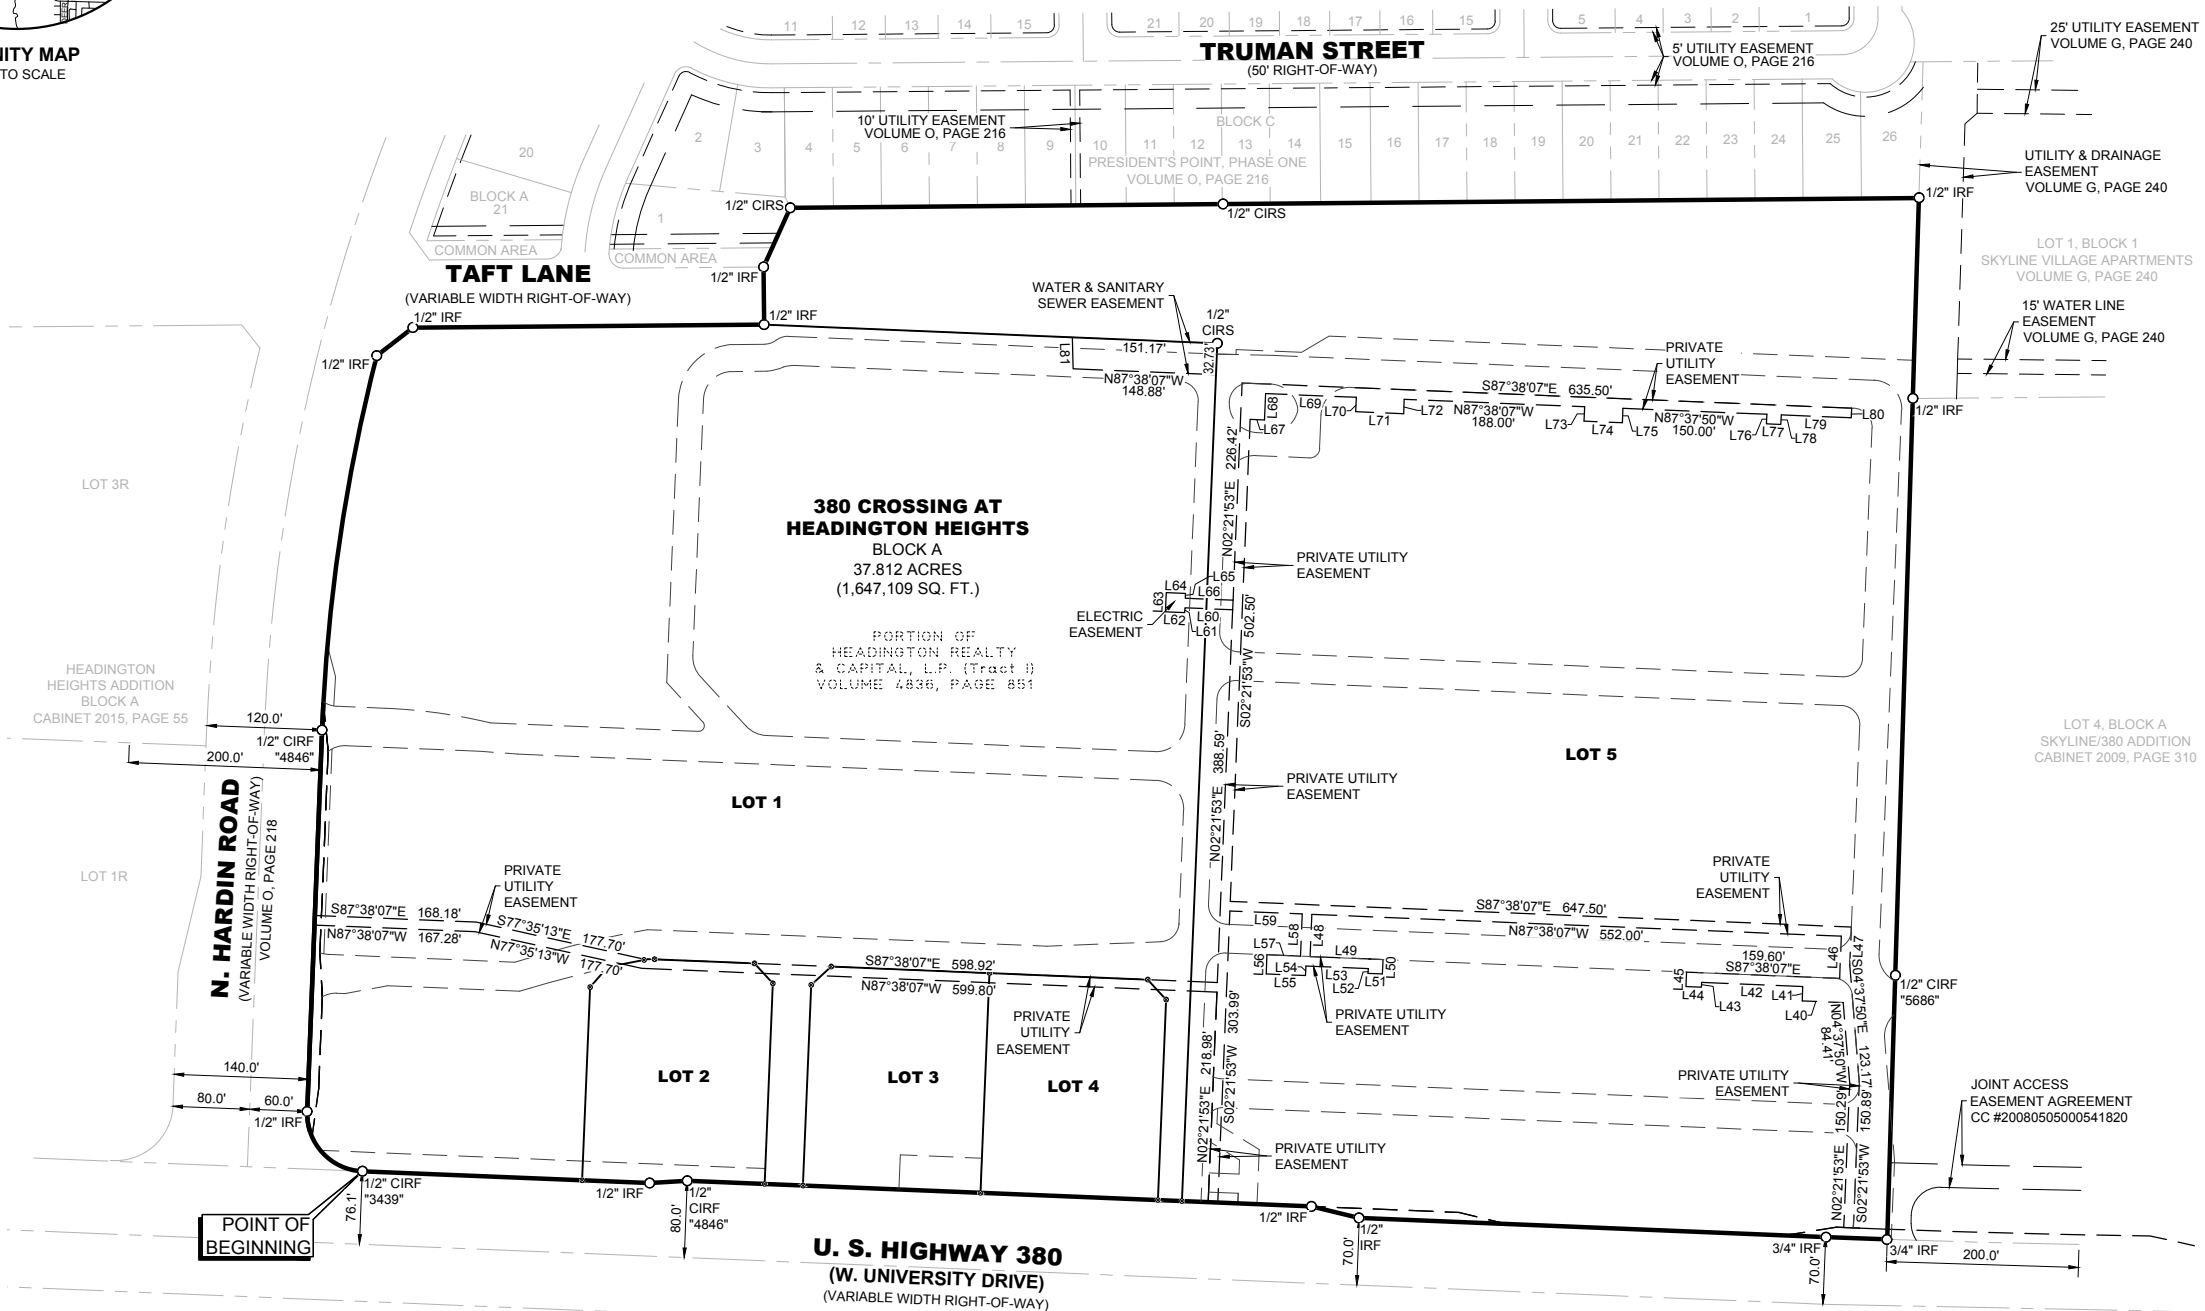 NITY MAP
TO SCALE
11 12 13 14 15
21 20 19 18 17 16 15
5 4 3 2 1
TRUMAN STREET
(50' RIGHT-OF-WAY)
5' UTILITY EASEMENT
VOLUME O, PAGE 216
25' UTILITY EASEMENT
VOLUME G, PAGE 240
10' UTILITY EASEMENT
VOLUME O, PAGE 216
BLOCK C
2 3 4 5 6 7 8 9 10 11 12 13 14 15 16 17 18 19 20 21 22 23 24 25 26
PRESIDENT'S POINT, PHASE ONE
VOLUME O, PAGE 216
UTILITY & DRAINAGE
EASEMENT
VOLUME G, PAGE 240
20
BLOCK A
21
COMMON AREA
1
COMMON AREA
1/2" CIRS
1/2" CIRS
1/2" IRF
TAFT LANE
(VARIABLE WIDTH RIGHT-OF-WAY)
1/2" IRF
1/2" IRF
1/2" IRF
1/2" IRF
WATER & SANITARY
SEWER EASEMENT
1/2"
CIRS
LOT 1, BLOCK 1
SKYLINE VILLAGE APARTMENTS
VOLUME G, PAGE 240
15' WATER LINE
EASEMENT
VOLUME G, PAGE 240
L81
151.17'
32.73'
N87°38'07"W
148.88'
PRIVATE
UTILITY
EASEMENT
S87°38'07"E 635.50'
L67
L68
L69
L70
L71
L72
N87°38'07"W
188.00'
L73
L74
L75
N87°37'50"W
150.00'
L76
L77
L78
L79
L80
1/2" IRF
LOT 3R
380 CROSSING AT
HEADINGTON HEIGHTS
BLOCK A
37.812 ACRES
(1,647,109 SQ. FT.)
PORTION OF
HEADINGTON REALTY
& CAPITAL, L.P. (Tract I)
VOLUME 4836, PAGE 851
N02°21'53"E 226.42'
PRIVATE UTILITY
EASEMENT
ELECTRIC
EASEMENT
L63
L64
L65
L66
L62
L60
L61
S02°21'53"W 502.50'
HEADINGTON
HEIGHTS ADDITION
BLOCK A
CABINET 2015, PAGE 55
120.0'
1/2" CIRF
"4846"
200.0'
LOT 4, BLOCK A
SKYLINE/380 ADDITION
CABINET 2009, PAGE 310
LOT 5
LOT 1
N02°21'53"E 388.59'
PRIVATE UTILITY
EASEMENT
N. HARDIN ROAD
(VARIABLE WIDTH RIGHT-OF-WAY)
VOLUME O, PAGE 218
LOT 1R
PRIVATE
UTILITY
EASEMENT
S87°38'07"E 168.18'
N87°38'07"W 167.28'
S77°35'13"E 177.70'
N77°35'13"W 177.70'
S87°38'07"E 598.92'
N87°38'07"W 599.80'
PRIVATE
UTILITY
EASEMENT
PRIVATE
UTILITY
EASEMENT
S87°38'07"E 647.50'
N87°38'07"W 552.00'
L59
L58
L48
L57
L49
L56
L54
L55
L53
L52
L51
L50
159.60'
S87°38'07"E
L46
L47
L45
L44
L43
L42
L41
L40
S04°37'50"E 123.17'
N04°37'50"W
84.41'
1/2" CIRF
"5686"
PRIVATE UTILITY
EASEMENT
N02°21'53"E 218.98'
S02°21'53"W 303.99'
LOT 2
LOT 3
LOT 4
PRIVATE UTILITY
EASEMENT
N02°21'53"E 150.29'
S02°21'53"W 150.89'
JOINT ACCESS
EASEMENT AGREEMENT
CC #20080505000541820
140.0'
80.0' 60.0'
1/2" IRF
PRIVATE UTILITY
EASEMENT
1/2" CIRF
"3439"
76.1'
POINT OF
BEGINNING
1/2" IRF
1/2"
CIRF
"4846"
80.0'
1/2" IRF
1/2"
IRF
70.0'
3/4" IRF
70.0'
3/4" IRF
200.0'
U. S. HIGHWAY 380
(W. UNIVERSITY DRIVE)
(VARIABLE WIDTH RIGHT-OF-WAY)